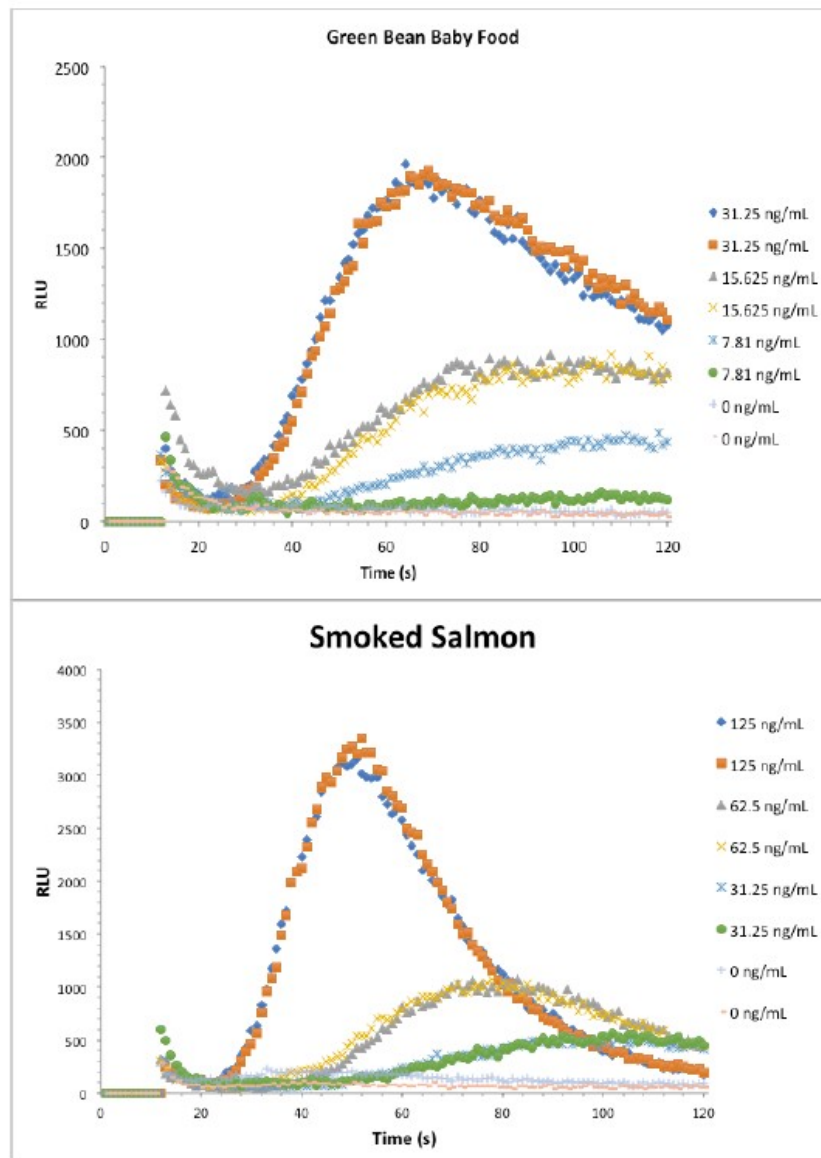 Green Bean Baby Food
2500
2000
1500
1000
500
0
RLU
0 20 40 60 80 100 120
Time (s)
31.25 ng/mL
31.25 ng/mL
15.625 ng/mL
15.625 ng/mL
7.81 ng/mL
7.81 ng/mL
0 ng/mL
0 ng/mL
Smoked Salmon
4000
3500
3000
2500
2000
1500
1000
500
0
RLU
0 20 40 60 80 100 120
Time (s)
125 ng/mL
125 ng/mL
62.5 ng/mL
62.5 ng/mL
31.25 ng/mL
31.25 ng/mL
0 ng/mL
0 ng/mL